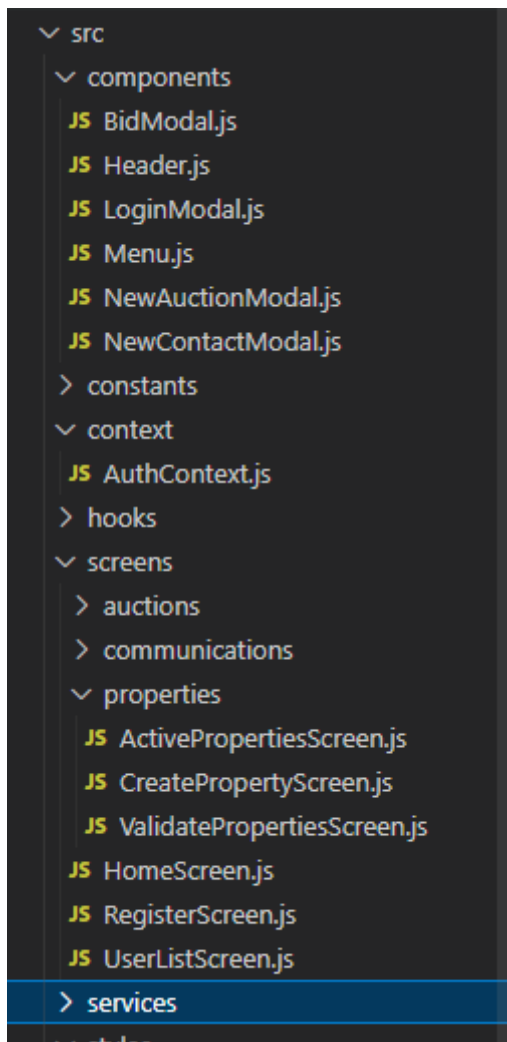 src
components
JS BidModal.js
JS Header.js
JS LoginModal.js
JS Menu.js
JS NewAuctionModal.js
JS NewContactModal.js
constants
context
JS AuthContext.js
hooks
screens
auctions
communications
properties
JS ActivePropertiesScreen.js
JS CreatePropertyScreen.js
JS ValidatePropertiesScreen.js
JS HomeScreen.js
JS RegisterScreen.js
JS UserListScreen.js
services